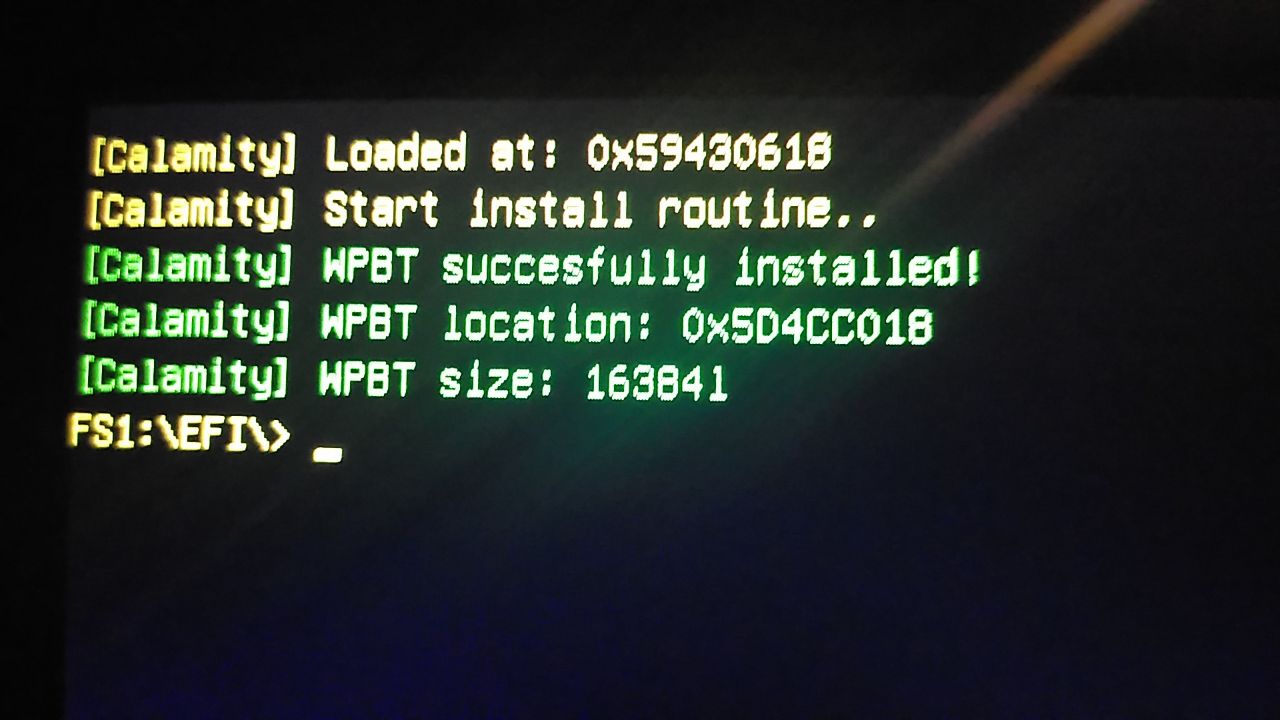 [Calamity] Loaded at: 0x59430618
[Calamity] Start install routine..
[Calamity] WPBT succesfully installed!
[Calamity] WPBT location: 0x5D4CC018
[Calamity] WPBT size: 163841
FS1:\EFI\> _